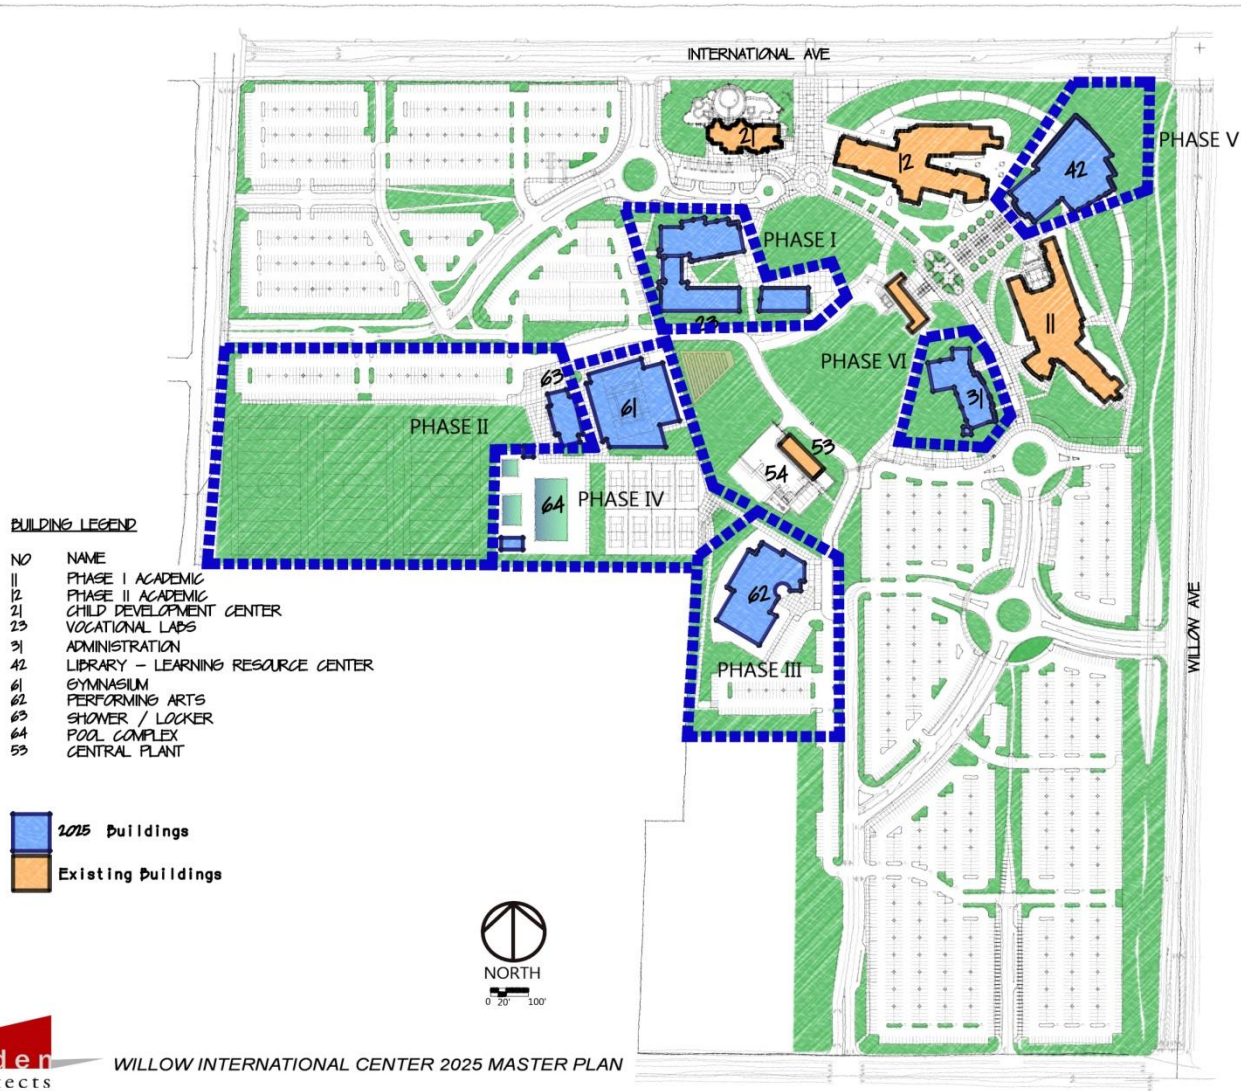 INTERNATIONAL AVE
21
12
42
PHASE V
PHASE I
23
11
PHASE VI
31
63
61
PHASE II
53
54
64
PHASE IV
62
PHASE III
WILLOW AVE
BUILDING LEGEND
NO NAME
11 PHASE I ACADEMIC
12 PHASE II ACADEMIC
21 CHILD DEVELOPMENT CENTER
23 VOCATIONAL LABS
31 ADMINISTRATION
42 LIBRARY - LEARNING RESOURCE CENTER
61 GYMNASIUM
62 PERFORMING ARTS
63 SHOWER / LOCKER
64 POOL COMPLEX
53 CENTRAL PLANT
2025 Buildings
Existing Buildings
NORTH
0 20' 100'
WILLOW INTERNATIONAL CENTER 2025 MASTER PLAN